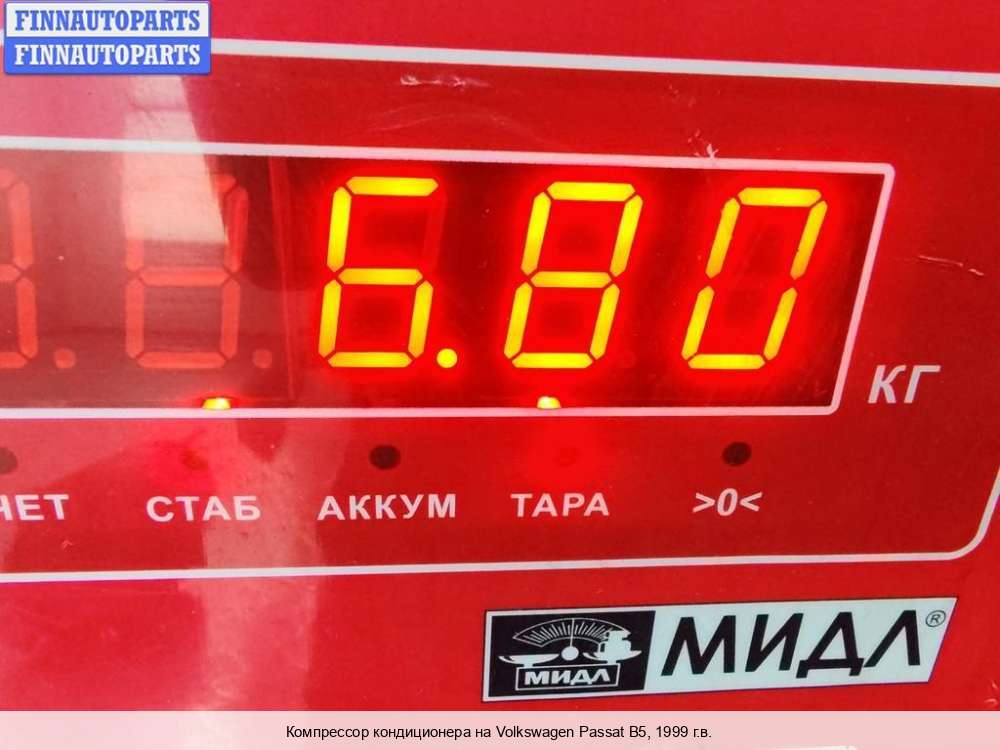 FINNAUTOPARTS
FINNAUTOPARTS
6.80
КГ
СТАБ АККУМ ТАРА >0<
МИДЛ
МИДЛ®
Компрессор кондиционера на Volkswagen Passat B5, 1999 г.в.